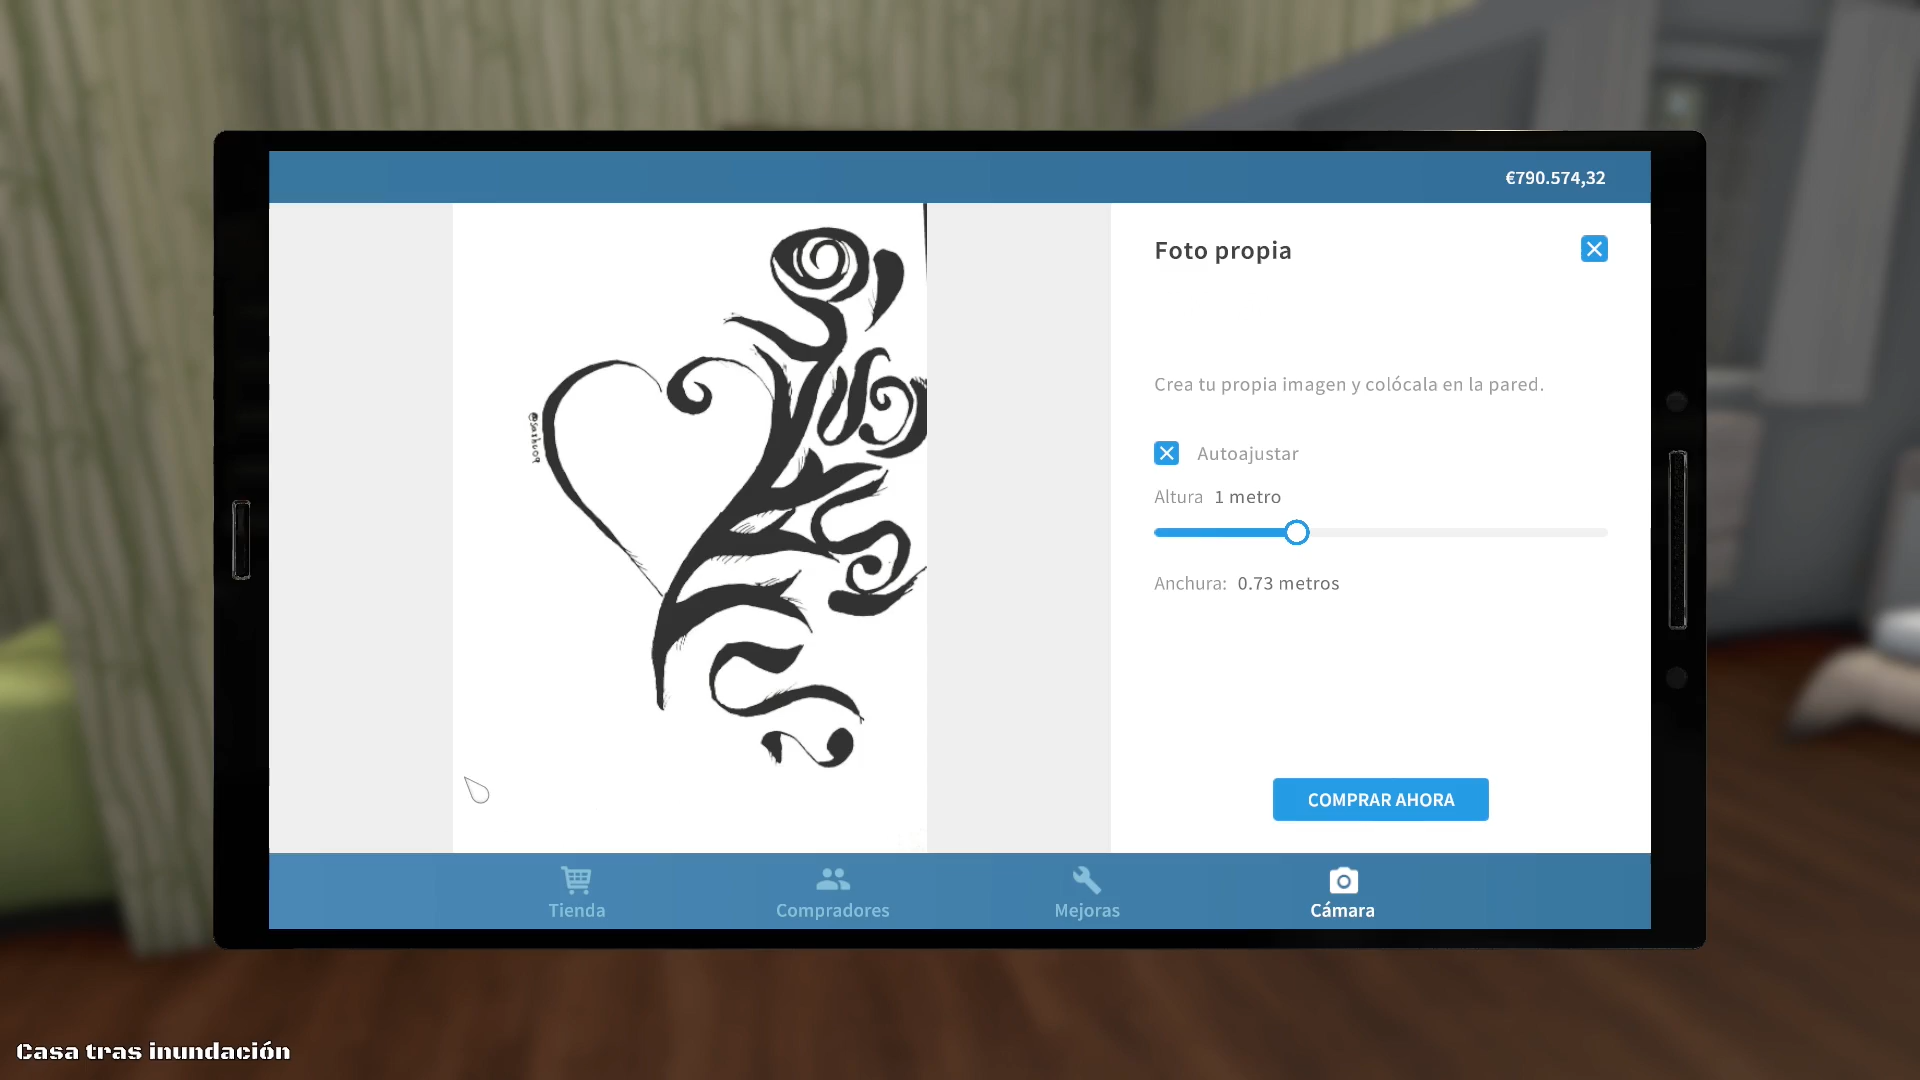 €790.574,32
Foto propia
Crea tu propia imagen y colócala en la pared.
Autoajustar
Altura 1 metro
Anchura: 0.73 metros
COMPRAR AHORA
Tienda
Compradores
Mejoras
Cámara
Casa tras inundación